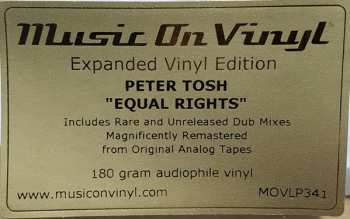 Music On Vinyl
Expanded Vinyl Edition
PETER TOSH
"EQUAL RIGHTS"
Includes Rare and Unreleased Dub Mixes
Magnificently Remastered
from Original Analog Tapes
180 gram audiophile vinyl
www.musiconvinyl.com MOVLP341